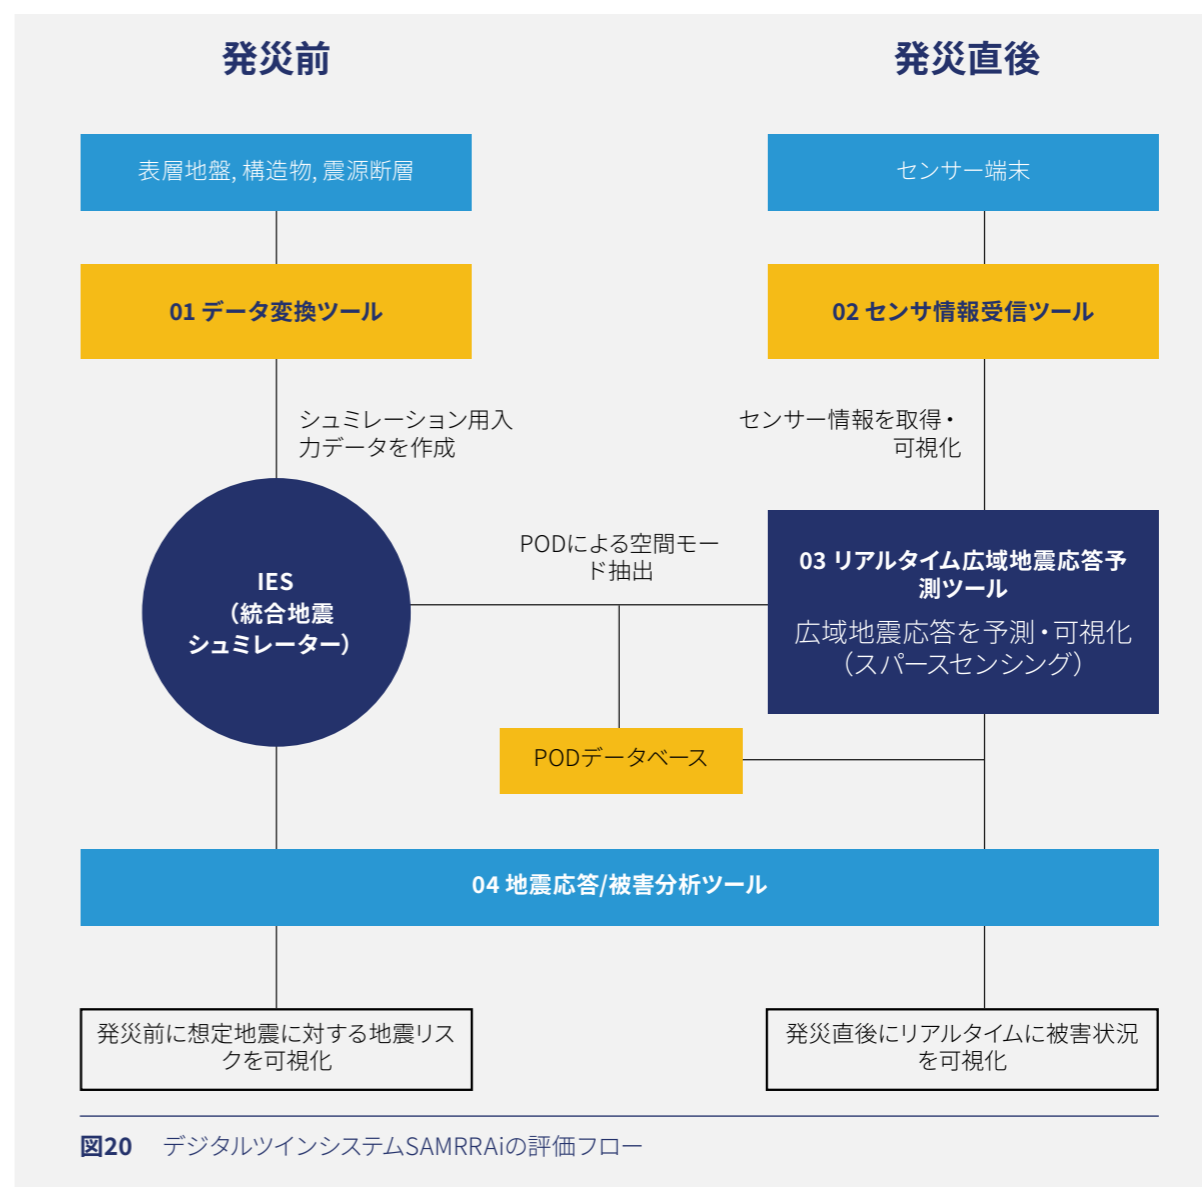 発災前
発災直後
表層地盤, 構造物, 震源断層
センサー端末
01 データ変換ツール
02 センサ情報受信ツール
シュミレーション用入
力データを作成
センサー情報を取得・
可視化
IES
（統合地震
シュミレーター）
PODによる空間モー
ド抽出
03 リアルタイム広域地震応答予
測ツール
広域地震応答を予測・可視化
（スパースセンシング）
PODデータベース
04 地震応答/被害分析ツール
発災前に想定地震に対する地震リス
クを可視化
発災直後にリアルタイムに被害状況
を可視化
図20 デジタルツインシステムSAMRRAiの評価フロー